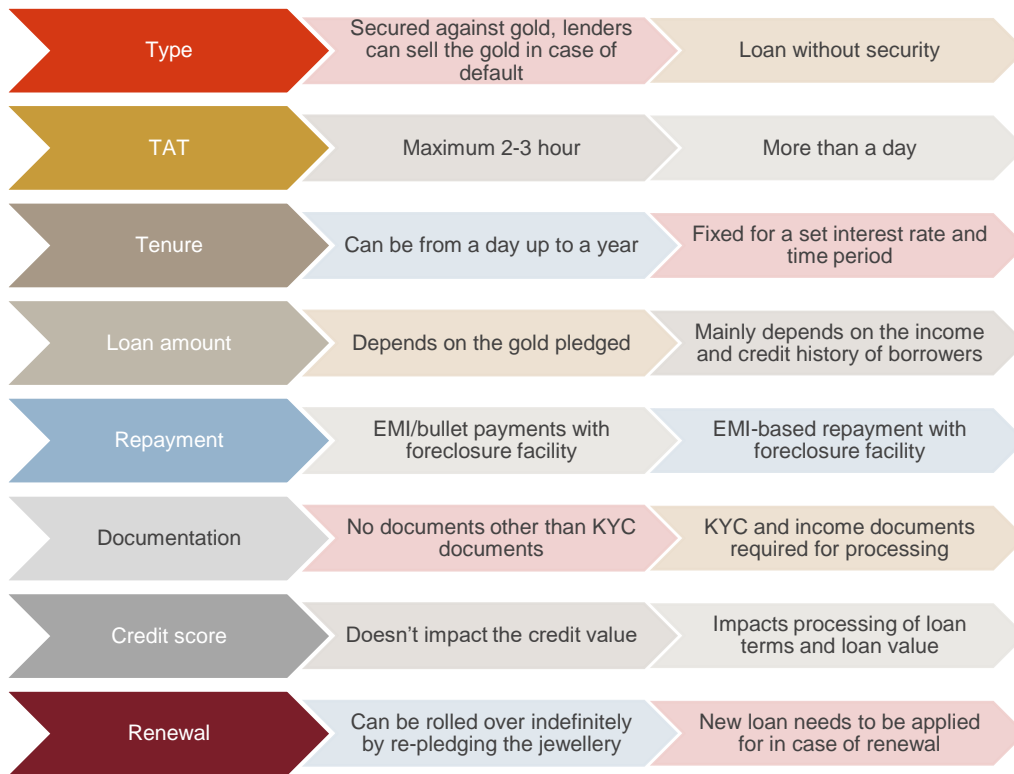 Type
Secured against gold, lenders
can sell the gold in case of
default
Loan without security
TAT
Maximum 2-3 hour
More than a day
Tenure
Can be from a day up to a year
Fixed for a set interest rate and
time period
Loan amount
Depends on the gold pledged
Mainly depends on the income
and credit history of borrowers
Repayment
EMI/bullet payments with
foreclosure facility
EMI-based repayment with
foreclosure facility
Documentation
No documents other than KYC
documents
KYC and income documents
required for processing
Credit score
Doesn’t impact the credit value
Impacts processing of loan
terms and loan value
Renewal
Can be rolled over indefinitely
by re-pledging the jewellery
New loan needs to be applied
for in case of renewal